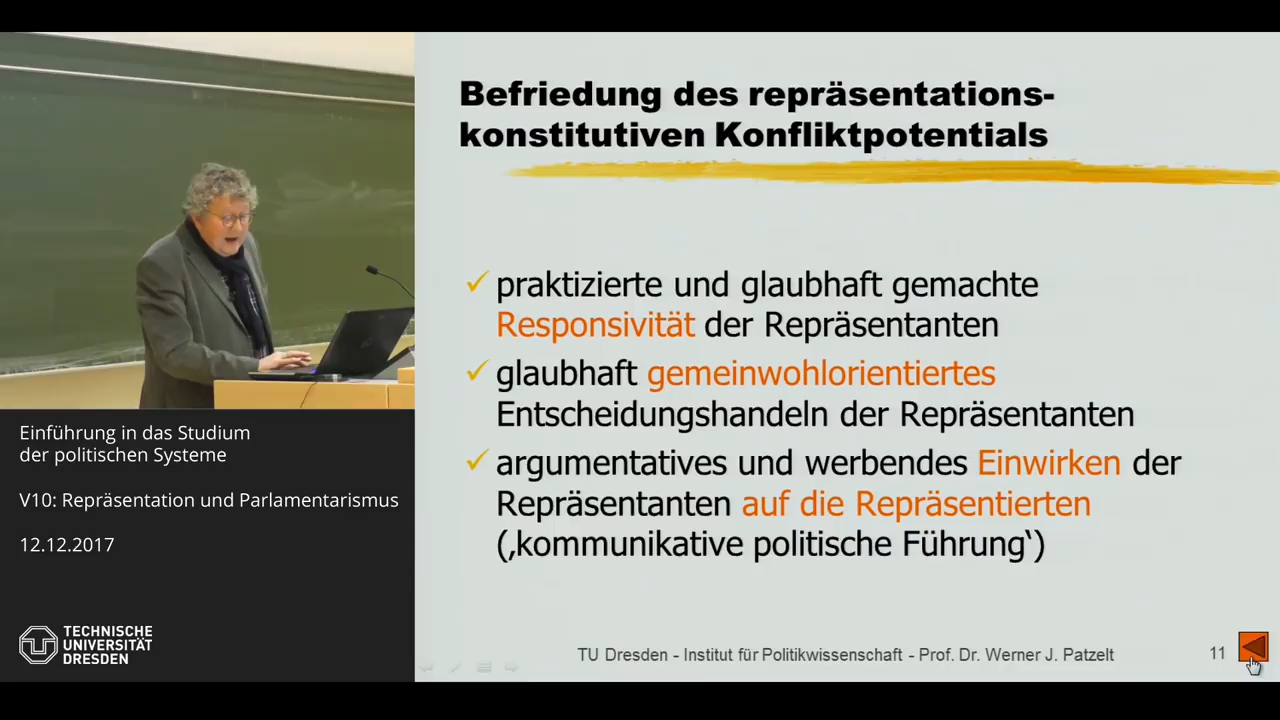 Befriedung des repräsentations-
konstitutiven Konfliktpotentials
✓ praktizierte und glaubhaft gemachte
Responsivität der Repräsentanten
✓ glaubhaft gemeinwohlorientiertes
Entscheidungshandeln der Repräsentanten
✓ argumentatives und werbendes Einwirken der
Repräsentanten auf die Repräsentierten
(‚kommunikative politische Führung‘)
TU Dresden - Institut für Politikwissenschaft - Prof. Dr. Werner J. Patzelt
11
Einführung in das Studium
der politischen Systeme
V10: Repräsentation und Parlamentarismus
12.12.2017
TECHNISCHE
UNIVERSITÄT
DRESDEN